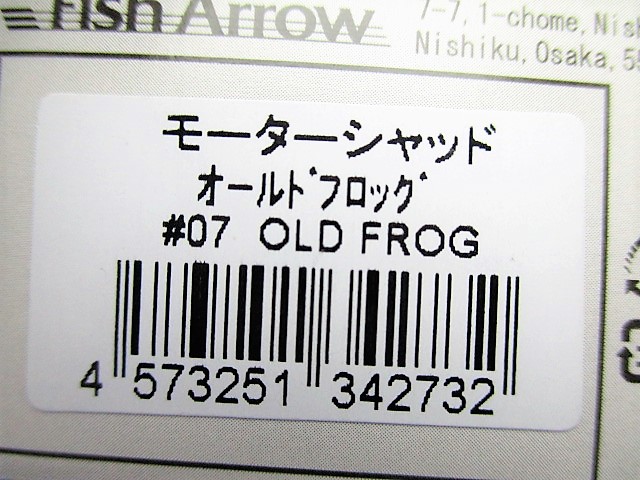 Fish Arrow
7-7, 1-chome, Nis
Nishiku, Osaka, 55
モーターシャッド
オールドフロッグ
#07 OLD FROG
4 573251 342732